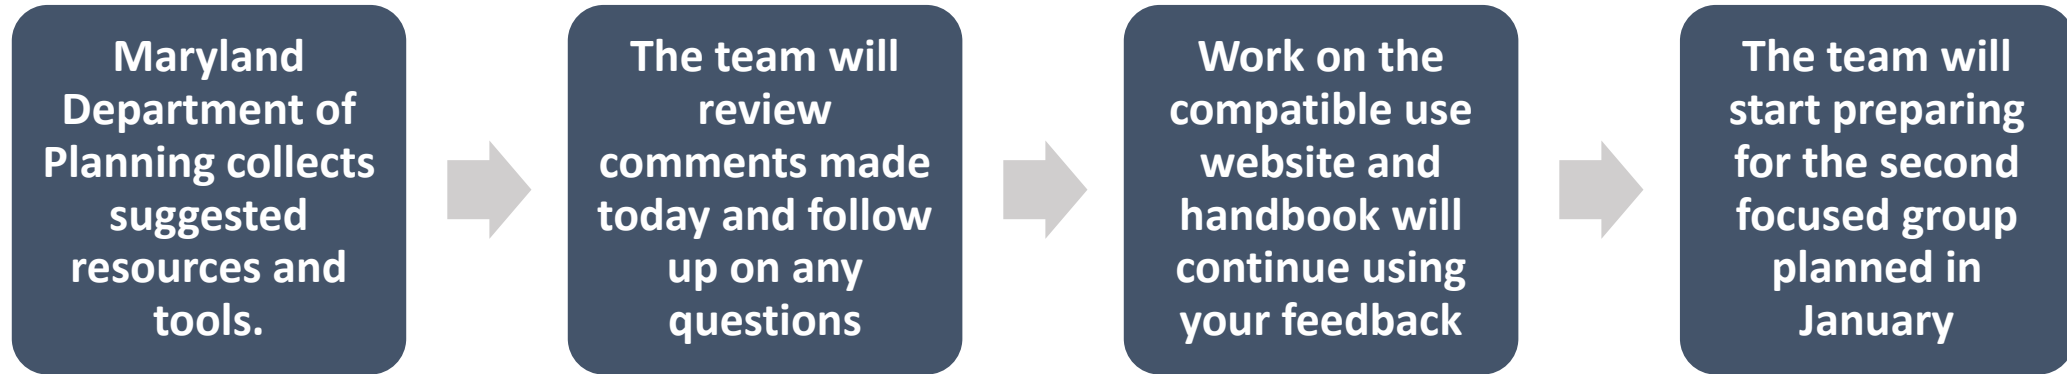 Maryland
Department of
Planning collects
suggested
resources and
tools.
The team will
review
comments made
today and follow
up on any
questions
Work on the
compatible use
website and
handbook will
continue using
your feedback
The team will
start preparing
for the second
focused group
planned in
January